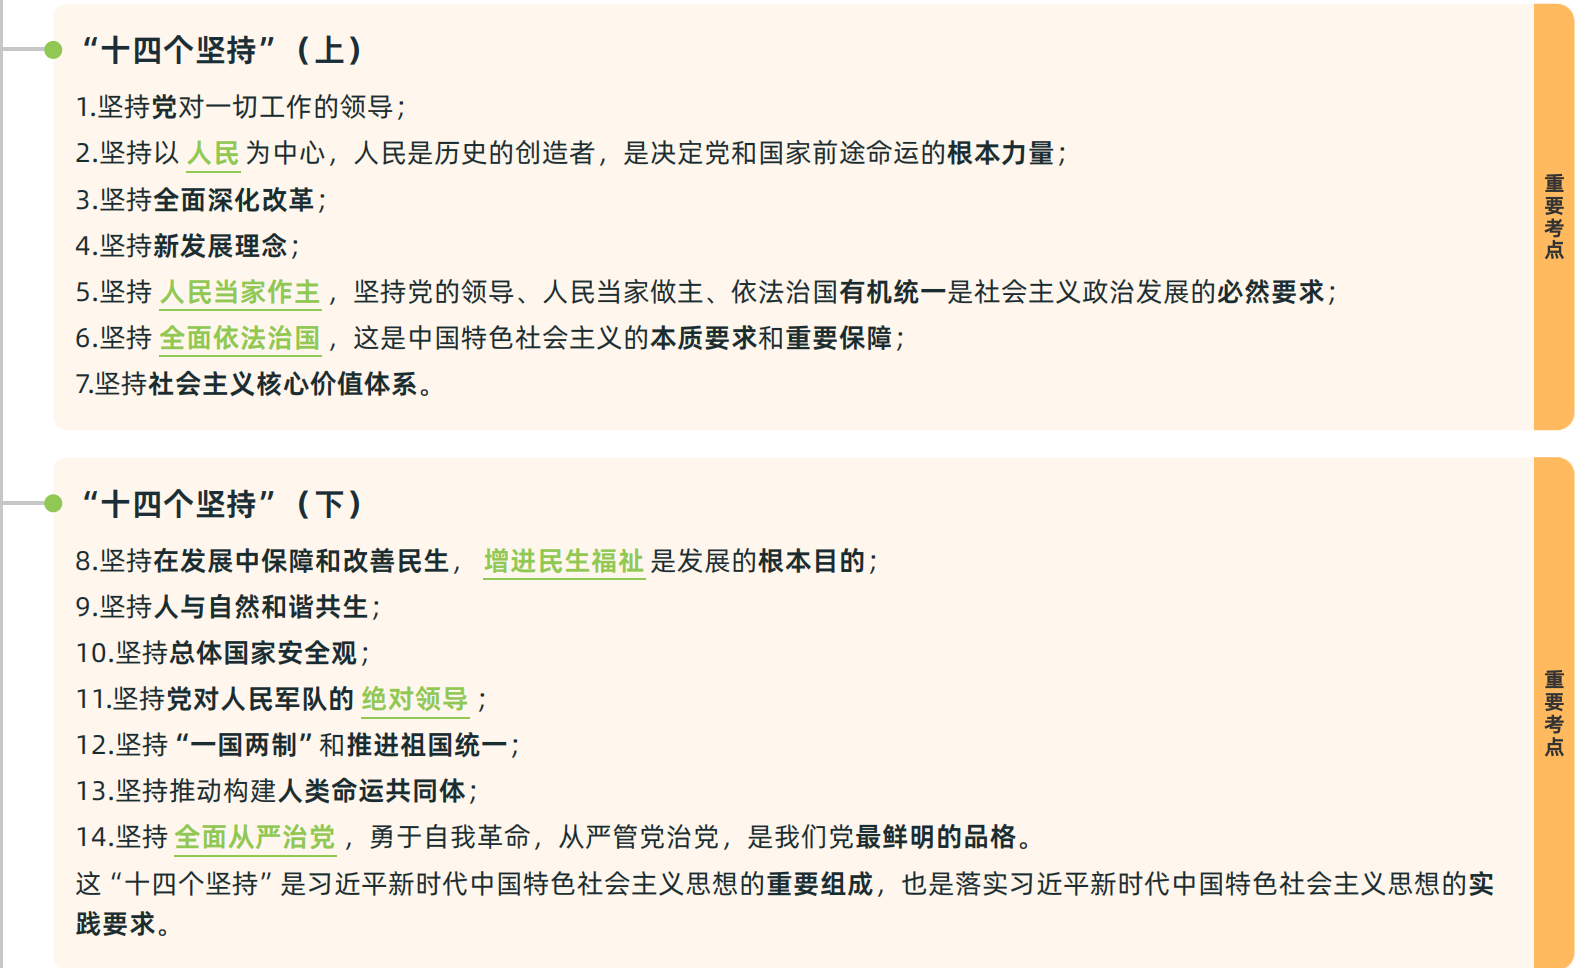 “十四个坚持”（上）
1.坚持党对一切工作的领导；
2.坚持以 人民 为中心，人民是历史的创造者，是决定党和国家前途命运的根本力量；
3.坚持全面深化改革；
4.坚持新发展理念；
5.坚持 人民当家作主 ，坚持党的领导、人民当家做主、依法治国有机统一是社会主义政治发展的必然要求；
6.坚持 全面依法治国 ，这是中国特色社会主义的本质要求和重要保障；
7.坚持社会主义核心价值体系。
重要考点
“十四个坚持”（下）
8.坚持在发展中保障和改善民生， 增进民生福祉 是发展的根本目的；
9.坚持人与自然和谐共生；
10.坚持总体国家安全观；
11.坚持党对人民军队的 绝对领导 ；
12.坚持“一国两制”和推进祖国统一；
13.坚持推动构建人类命运共同体；
14.坚持 全面从严治党 ，勇于自我革命，从严管党治党，是我们党最鲜明的品格。
这“十四个坚持”是习近平新时代中国特色社会主义思想的重要组成，也是落实习近平新时代中国特色社会主义思想的实
践要求。
重要考点